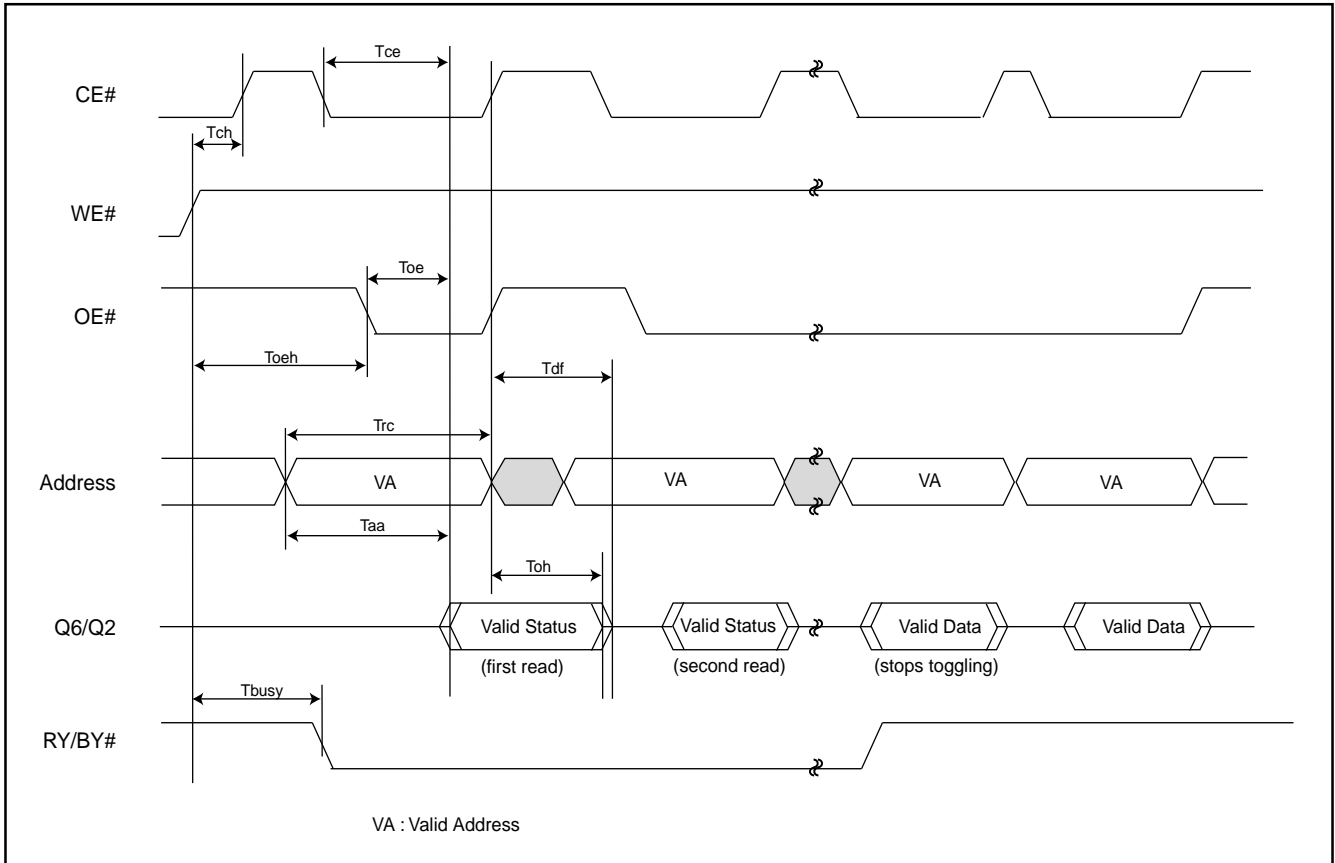 Tce
CE#
Tch
WE#
Toe
OE#
Toeh
Tdf
Trc
Address
VA
VA
VA
VA
Taa
Toh
Q6/Q2
Valid Status
Valid Status
Valid Data
Valid Data
(first read)
(second read)
(stops toggling)
Tbusy
RY/BY#
VA : Valid Address